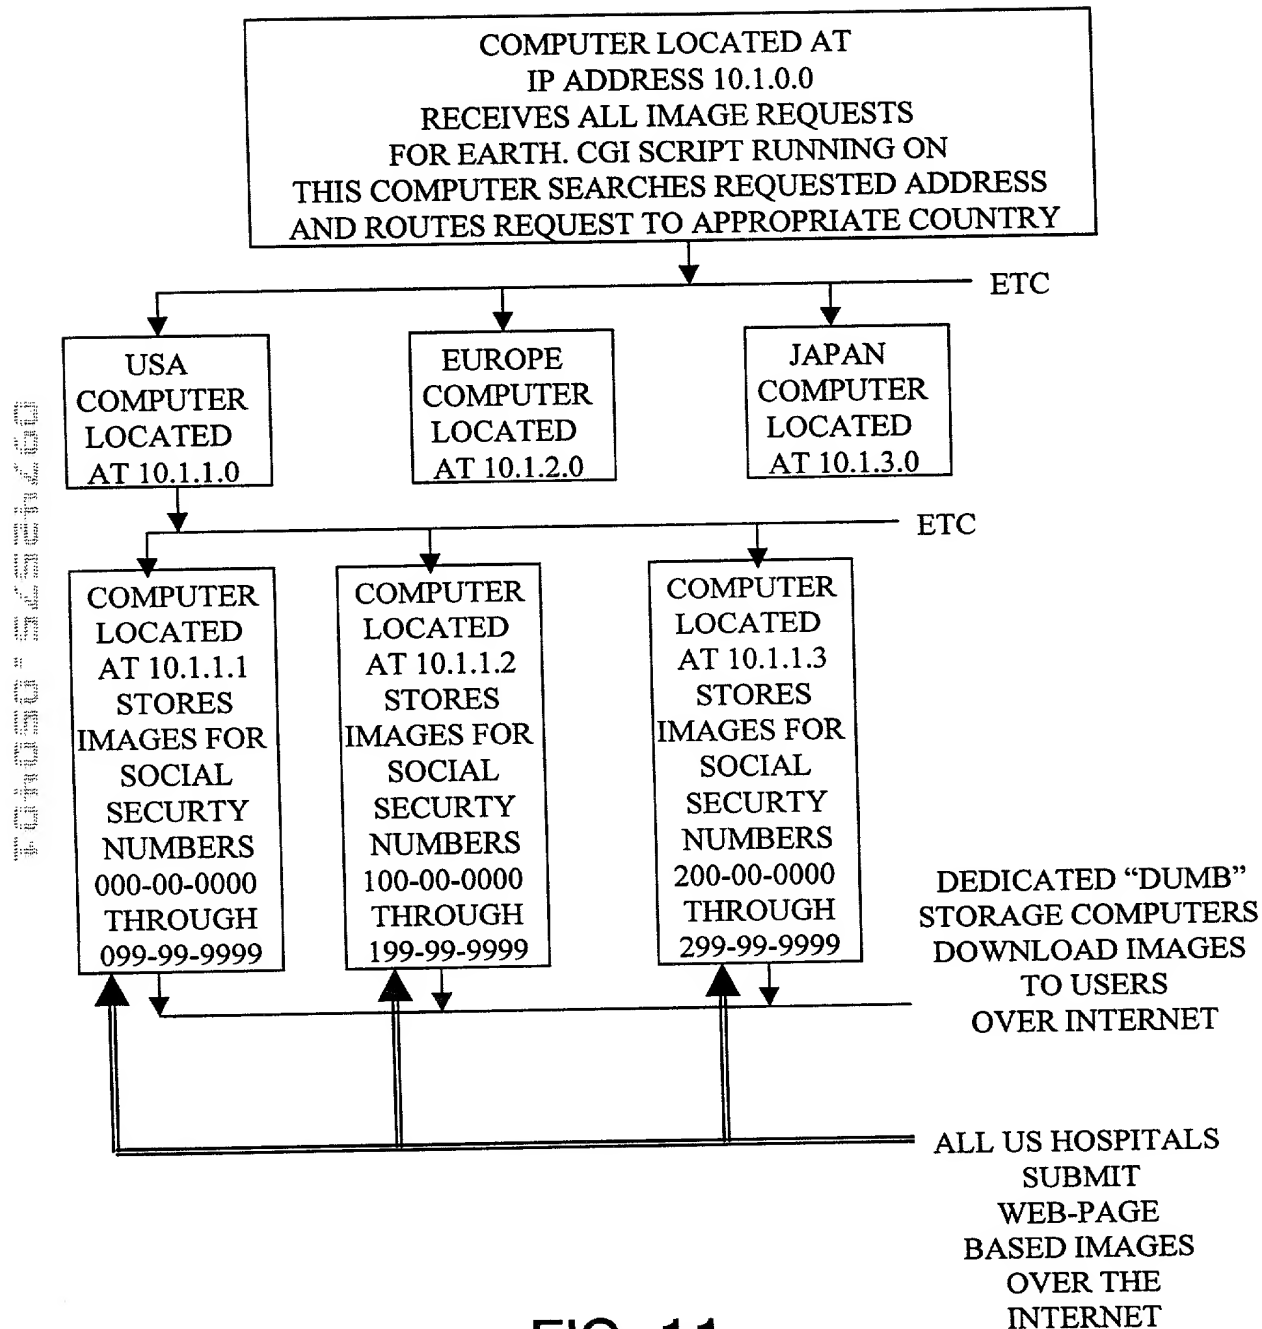 COMPUTER LOCATED AT
IP ADDRESS 10.1.0.0
RECEIVES ALL IMAGE REQUESTS
FOR EARTH. CGI SCRIPT RUNNING ON
THIS COMPUTER SEARCHES REQUESTED ADDRESS
AND ROUTES REQUEST TO APPROPRIATE COUNTRY
ETC
USA
COMPUTER
LOCATED
AT 10.1.1.0
EUROPE
COMPUTER
LOCATED
AT 10.1.2.0
JAPAN
COMPUTER
LOCATED
AT 10.1.3.0
ETC
COMPUTER
LOCATED
AT 10.1.1.1
STORES
IMAGES FOR
SOCIAL
SECURTY
NUMBERS
000-00-0000
THROUGH
099-99-9999
COMPUTER
LOCATED
AT 10.1.1.2
STORES
IMAGES FOR
SOCIAL
SECURTY
NUMBERS
100-00-0000
THROUGH
199-99-9999
COMPUTER
LOCATED
AT 10.1.1.3
STORES
IMAGES FOR
SOCIAL
SECURTY
NUMBERS
200-00-0000
THROUGH
299-99-9999
DEDICATED “DUMB”
STORAGE COMPUTERS
DOWNLOAD IMAGES
TO USERS
OVER INTERNET
ALL US HOSPITALS
SUBMIT
WEB-PAGE
BASED IMAGES
OVER THE
INTERNET
FIG. 11